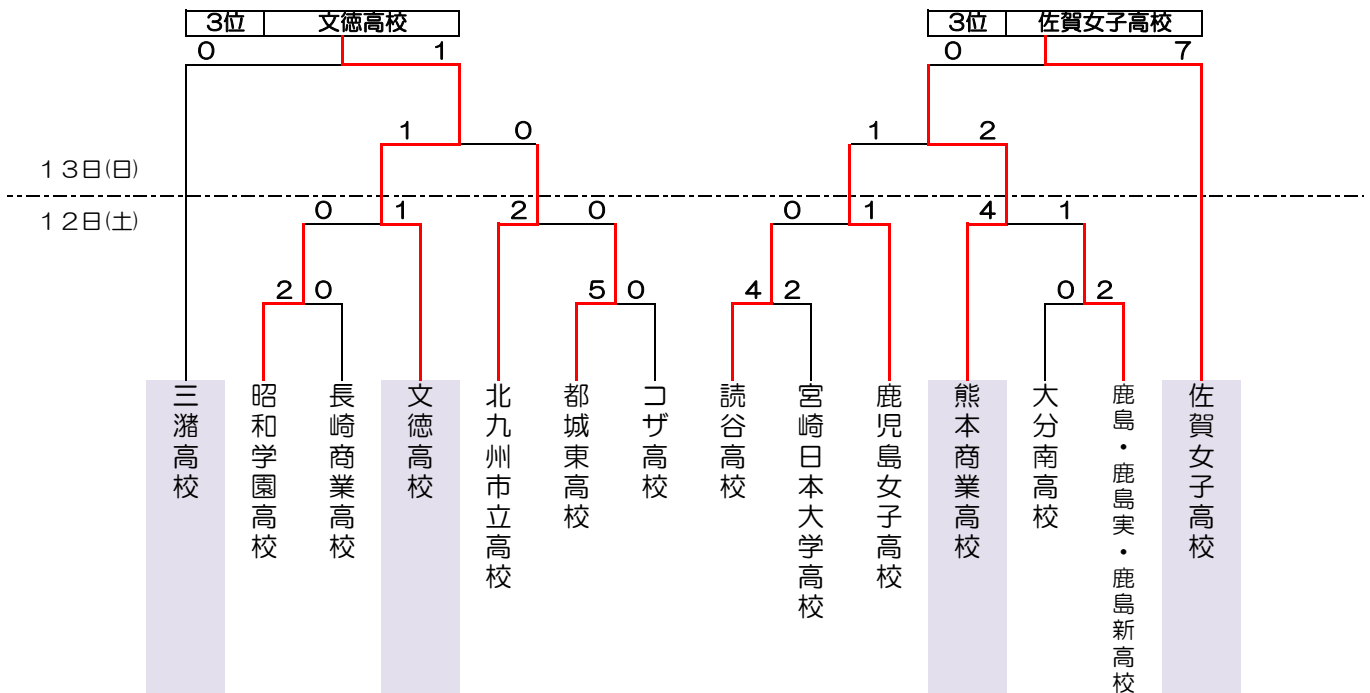 3位 文徳高校 3位 佐賀女子高校
0 1 0 7
1 0 1 2
13日(日)
0 1 2 0 0 1 4 1
12日(土)
2 0 5 0 4 2 0 2
三潴高校
昭和学園高校
長崎商業高校
文徳高校
北九州市立高校
都城東高校
コザ高校
読谷高校
宮崎日本大学高校
鹿児島女子高校
熊本商業高校
大分南高校
鹿島・鹿島実・鹿島新高校
佐賀女子高校